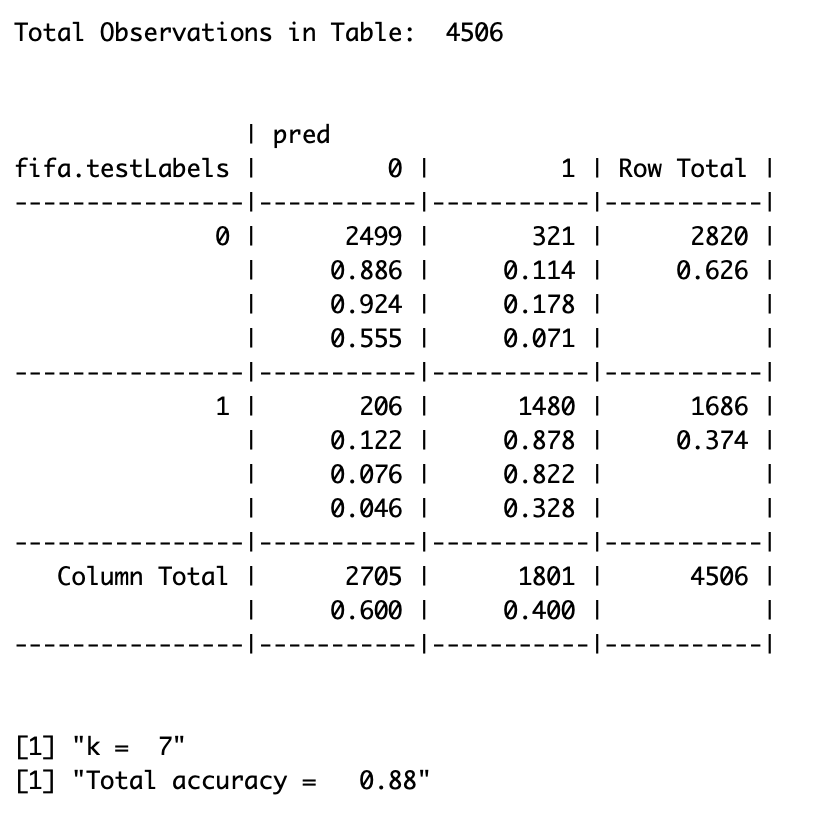 Total Observations in Table:  4506
                | pred
fifa.testLabels |         0 |         1 | Row Total |
----------------|-----------|-----------|-----------|
              0 |      2499 |       321 |      2820 |
                |     0.886 |     0.114 |     0.626 |
                |     0.924 |     0.178 |           |
                |     0.555 |     0.071 |           |
----------------|-----------|-----------|-----------|
              1 |       206 |      1480 |      1686 |
                |     0.122 |     0.878 |     0.374 |
                |     0.076 |     0.822 |           |
                |     0.046 |     0.328 |           |
----------------|-----------|-----------|-----------|
   Column Total |      2705 |      1801 |      4506 |
                |     0.600 |     0.400 |           |
----------------|-----------|-----------|-----------|
[1] "k =  7"
[1] "Total accuracy =   0.88"